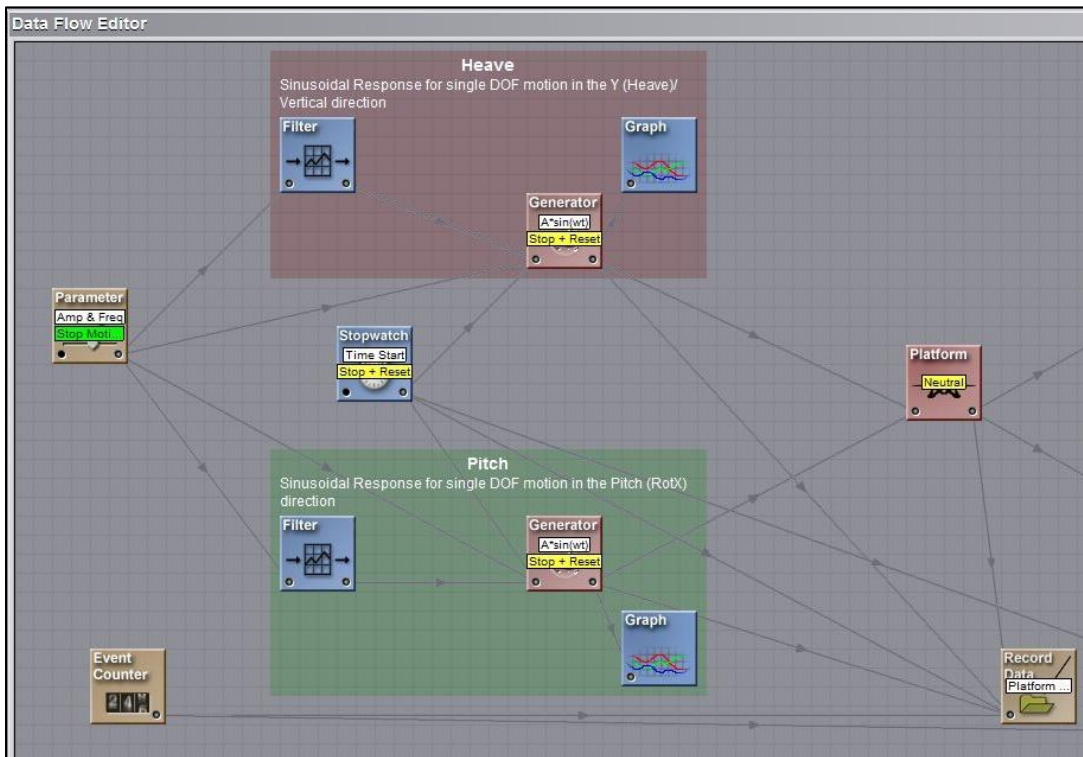 Data Flow Editor
Heave
Sinusoidal Response for single DOF motion in the Y (Heave)/
Vertical direction
Filter
Graph
Generator
A*sin(wt)
Stop + Reset
Parameter
Amp & Freq
Stop Moti...
Stopwatch
Time Start
Stop + Reset
Platform
Neutral
Pitch
Sinusoidal Response for single DOF motion in the Pitch (RotX)
direction
Filter
Generator
A*sin(wt)
Stop + Reset
Graph
Event
Counter
Record
Data
Platform ...